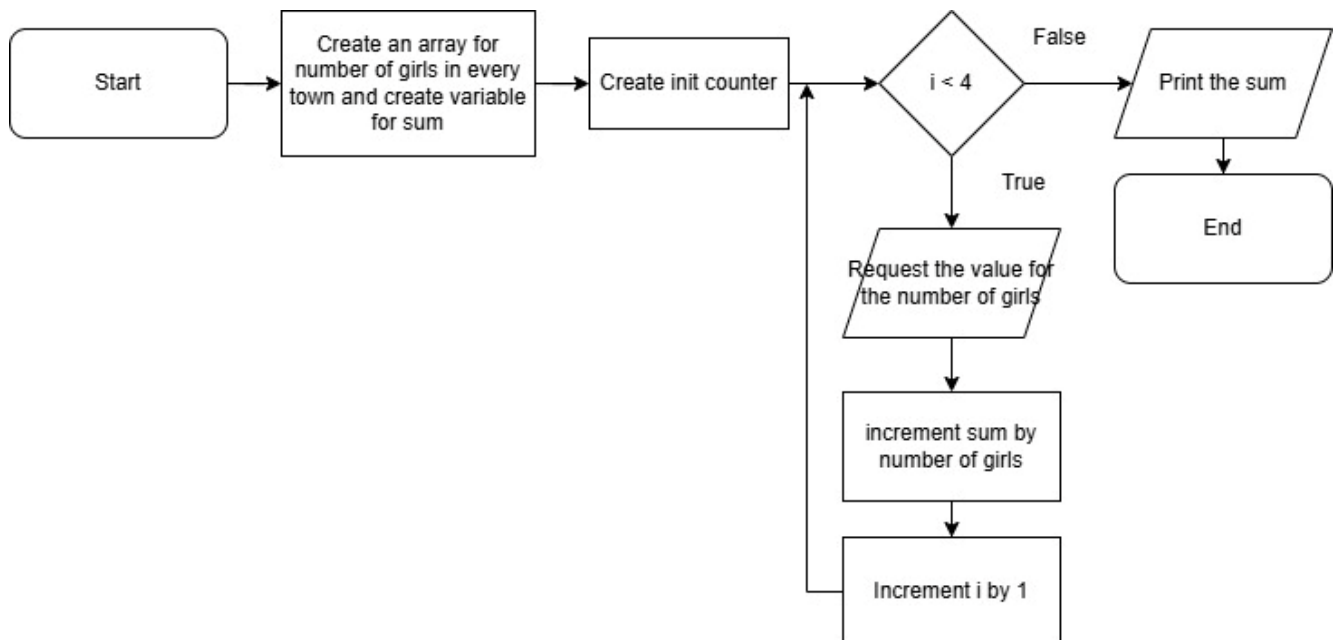 Start
Create an array for
number of girls in every
town and create variable
for sum
Create init counter
i < 4
False
Print the sum
True
End
Request the value for
the number of girls
increment sum by
number of girls
Increment i by 1